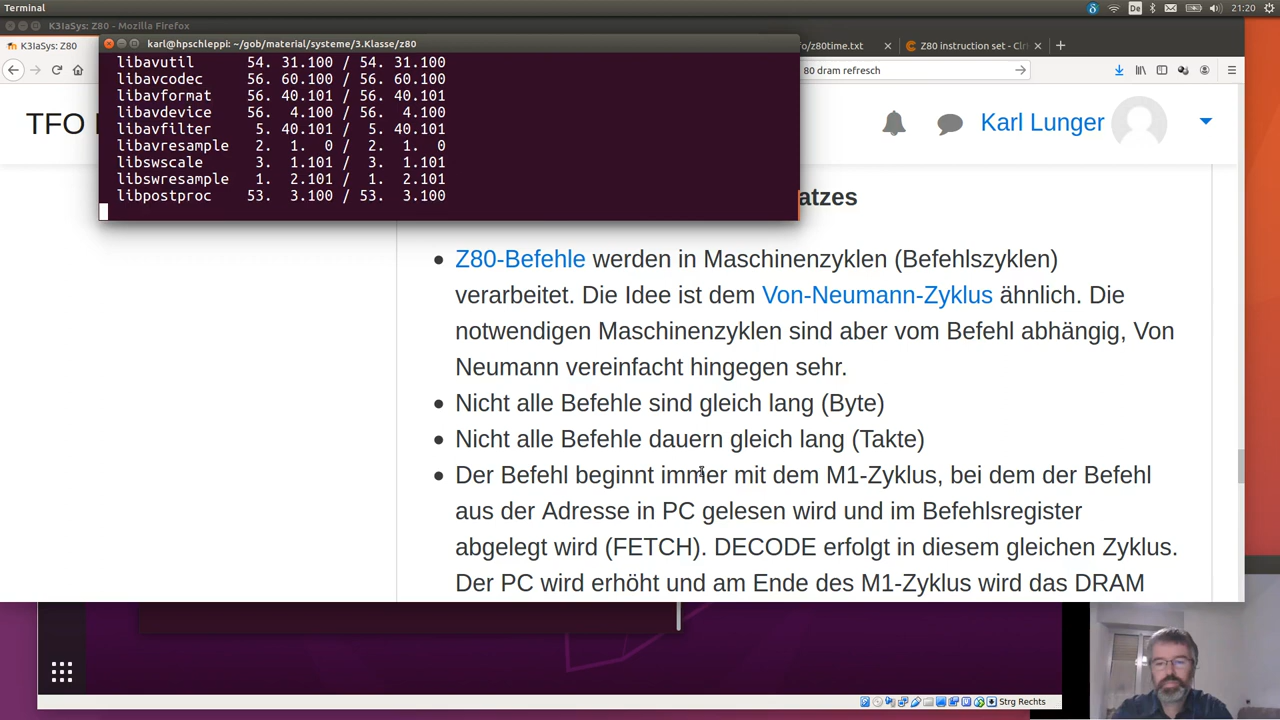 Terminal
De
21:20
K3IaSys: Z80 - Mozilla Firefox
K3IaSys: Z80
karl@hpschleppi: ~/gob/material/systeme/3.Klasse/z80
o/z80time.txt
Z80 instruction set - Clrh
80 dram refresch
libavutil 54. 31.100 / 54. 31.100
libavcodec 56. 60.100 / 56. 60.100
libavformat 56. 40.101 / 56. 40.101
libavdevice 56. 4.100 / 56. 4.100
libavfilter 5. 40.101 / 5. 40.101
libavresample 2. 1. 0 / 2. 1. 0
libswscale 3. 1.101 / 3. 1.101
libswresample 1. 2.101 / 1. 2.101
libpostproc 53. 3.100 / 53. 3.100
TFO
Karl Lunger
atzes
Z80-Befehle werden in Maschinenzyklen (Befehlszyklen)
verarbeitet. Die Idee ist dem Von-Neumann-Zyklus ähnlich. Die
notwendigen Maschinenzyklen sind aber vom Befehl abhängig, Von
Neumann vereinfacht hingegen sehr.
Nicht alle Befehle sind gleich lang (Byte)
Nicht alle Befehle dauern gleich lang (Takte)
Der Befehl beginnt immer mit dem M1-Zyklus, bei dem der Befehl
aus der Adresse in PC gelesen wird und im Befehlsregister
abgelegt wird (FETCH). DECODE erfolgt in diesem gleichen Zyklus.
Der PC wird erhöht und am Ende des M1-Zyklus wird das DRAM
Strg Rechts